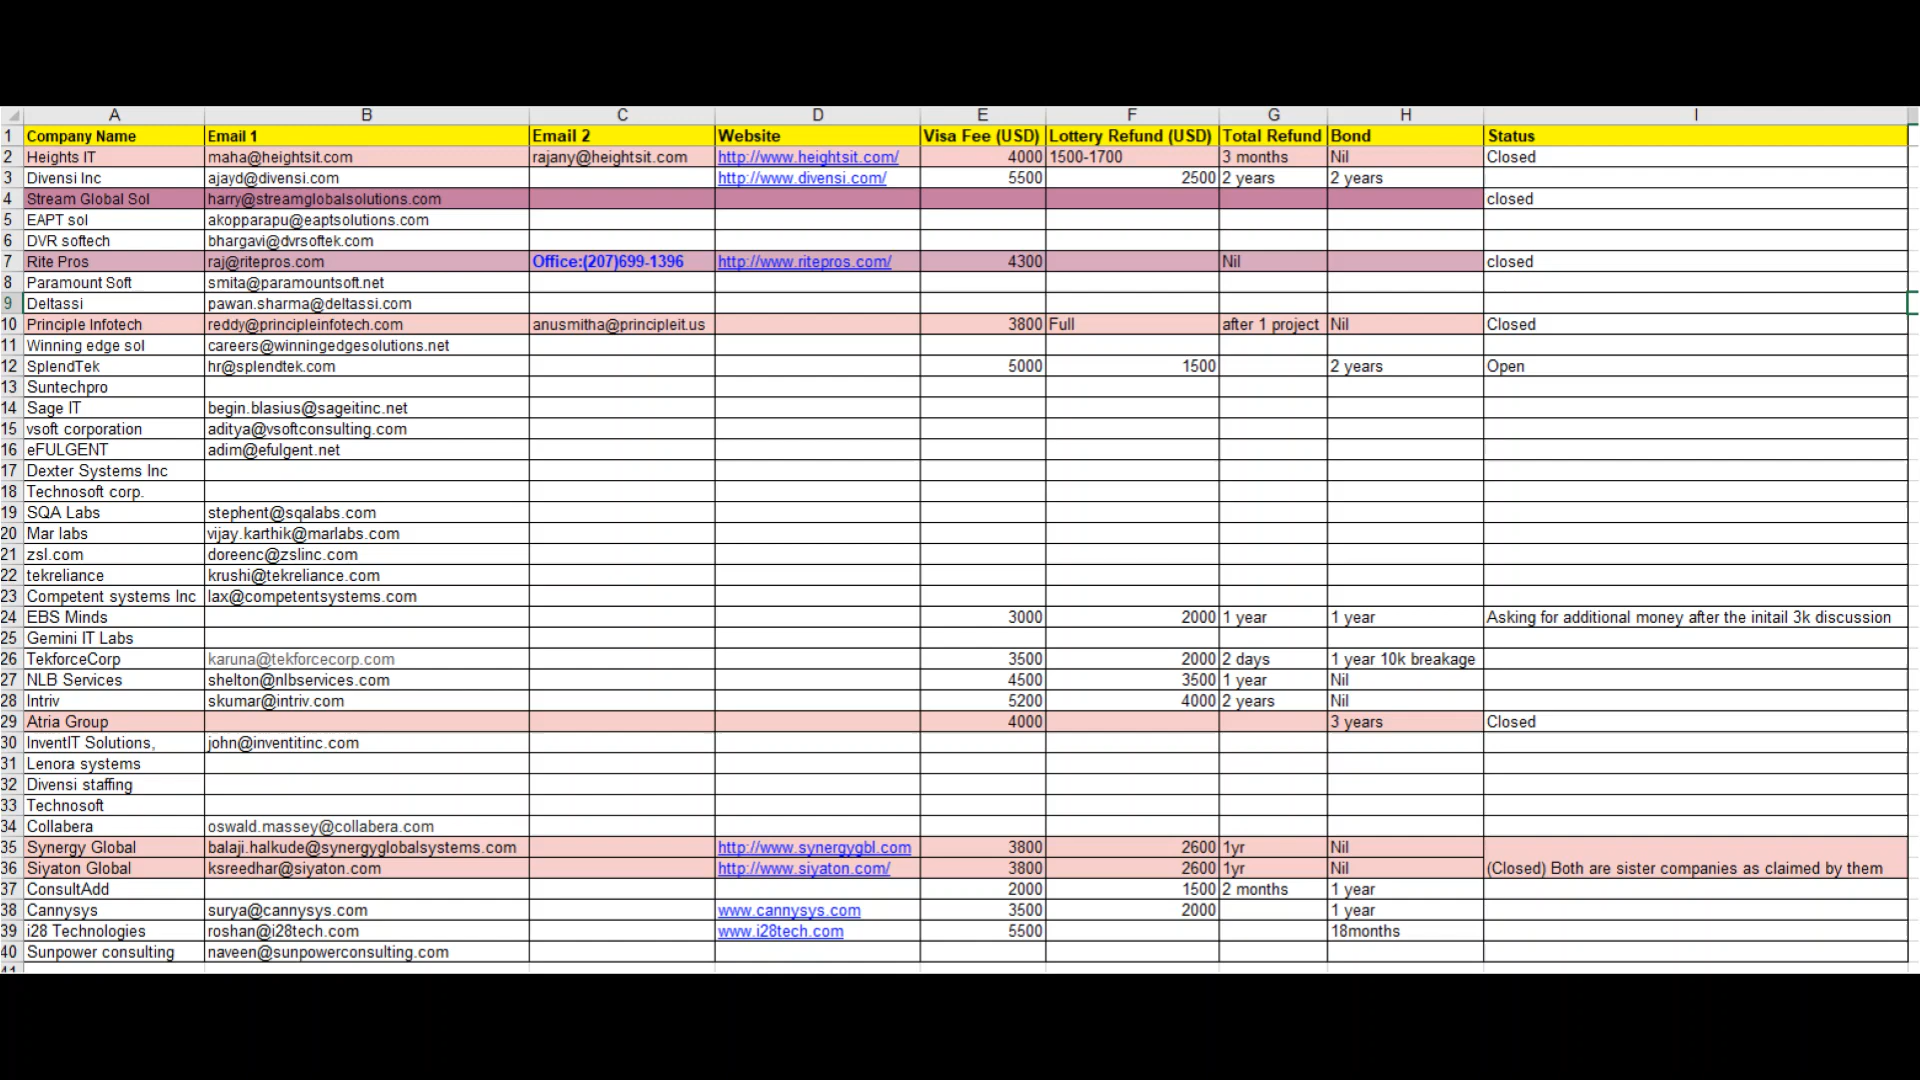 A B C D E F G H I
1 Company Name Email 1 Email 2 Website Visa Fee (USD) Lottery Refund (USD) Total Refund Bond Status
2 Heights IT maha@heightsit.com rajany@heightsit.com http://www.heightsit.com/ 4000 1500-1700 3 months Nil Closed
3 Divensi Inc ajayd@divensi.com http://www.divensi.com/ 5500 2500 2 years 2 years
4 Stream Global Sol harry@streamglobalsolutions.com closed
5 EAPT sol akopparapu@eaptsolutions.com
6 DVR softech bhargavi@dvrsoftek.com
7 Rite Pros raj@ritepros.com Office:(207)699-1396 http://www.ritepros.com/ 4300 Nil closed
8 Paramount Soft smita@paramountsoft.net
9 Deltassi pawan.sharma@deltassi.com
10 Principle Infotech reddy@principleinfotech.com anusmitha@principleit.us 3800 Full after 1 project Nil Closed
11 Winning edge sol careers@winningedgesolutions.net
12 SplendTek hr@splendtek.com 5000 1500 2 years Open
13 Suntechpro
14 Sage IT begin.blasius@sageitinc.net
15 vsoft corporation aditya@vsoftconsulting.com
16 eFULGENT adim@efulgent.net
17 Dexter Systems Inc
18 Technosoft corp.
19 SQA Labs stephent@sqalabs.com
20 Mar labs vijay.karthik@marlabs.com
21 zsl.com doreenc@zslinc.com
22 tekreliance krushi@tekreliance.com
23 Competent systems Inc lax@competentsystems.com
24 EBS Minds 3000 2000 1 year 1 year Asking for additional money after the initail 3k discussion
25 Gemini IT Labs
26 TekforceCorp karuna@tekforcecorp.com 3500 2000 2 days 1 year 10k breakage
27 NLB Services shelton@nlbservices.com 4500 3500 1 year Nil
28 Intriv skumar@intriv.com 5200 4000 2 years Nil
29 Atria Group 4000 3 years Closed
30 InventIT Solutions, john@inventitinc.com
31 Lenora systems
32 Divensi staffing
33 Technosoft
34 Collabera oswald.massey@collabera.com
35 Synergy Global balaji.halkude@synergyglobalsystems.com http://www.synergygbl.com 3800 2600 1yr Nil
36 Siyaton Global ksreedhar@siyaton.com http://www.siyaton.com/ 3800 2600 1yr Nil (Closed) Both are sister companies as claimed by them
37 ConsultAdd 2000 1500 2 months 1 year
38 Cannysys surya@cannysys.com www.cannysys.com 3500 2000 1 year
39 i28 Technologies roshan@i28tech.com www.i28tech.com 5500 18months
40 Sunpower consulting naveen@sunpowerconsulting.com